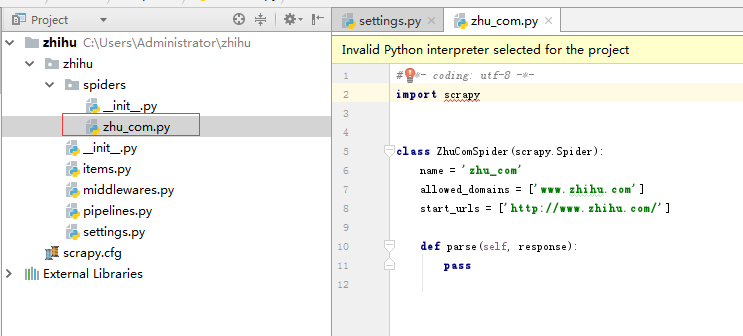 Project
zhihu C:\Users\Administrator\zhihu
zhihu
spiders
__init__.py
zhu_com.py
__init__.py
items.py
middlewares.py
pipelines.py
settings.py
scrapy.cfg
External Libraries
settings.py
zhu_com.py
Invalid Python interpreter selected for the project
1 # -*- coding: utf-8 -*-
2 import scrapy
3
4
5 class ZhuComSpider(scrapy.Spider):
6 name = 'zhu_com'
7 allowed_domains = ['www.zhihu.com']
8 start_urls = ['http://www.zhihu.com/']
9
10 def parse(self, response):
11 pass
12